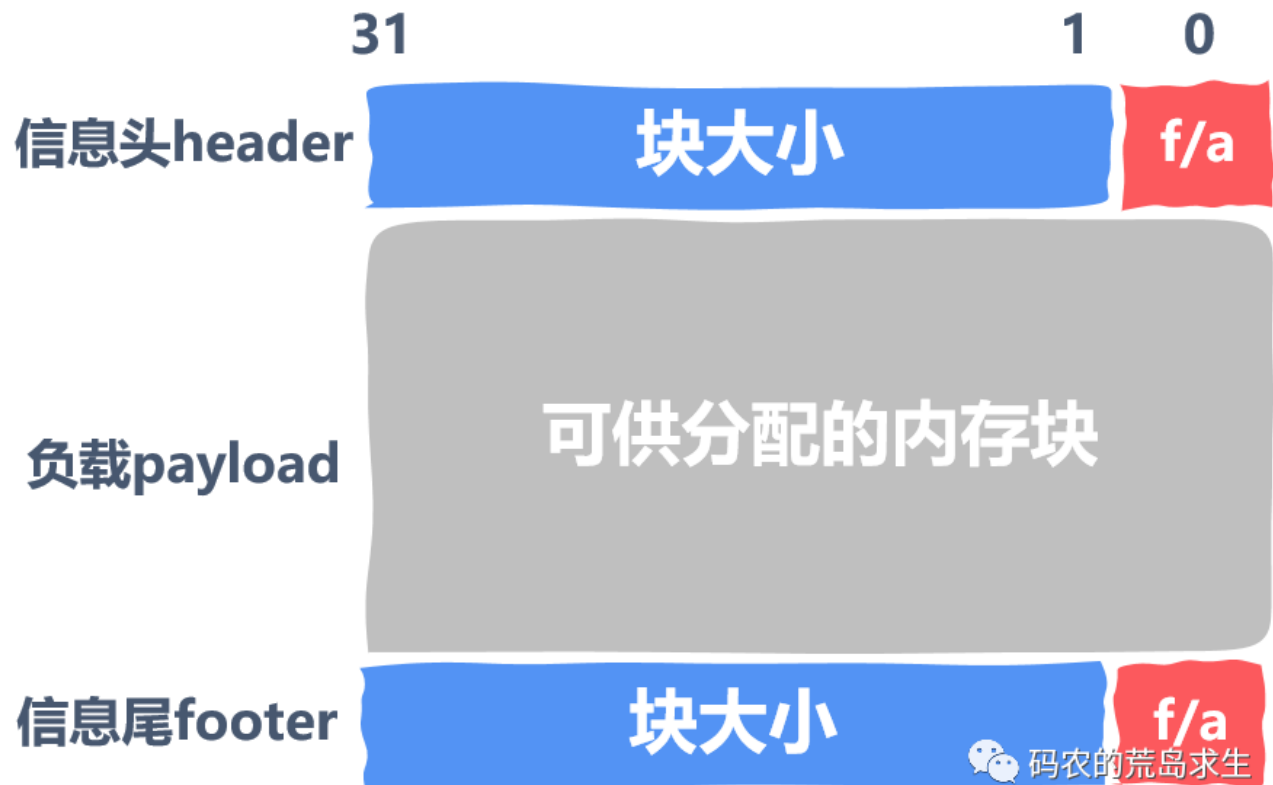 31 1 0
信息头header 块大小 f/a
可供分配的内存块
负载payload
信息尾footer 块大小 f/a
码农的荒岛求生